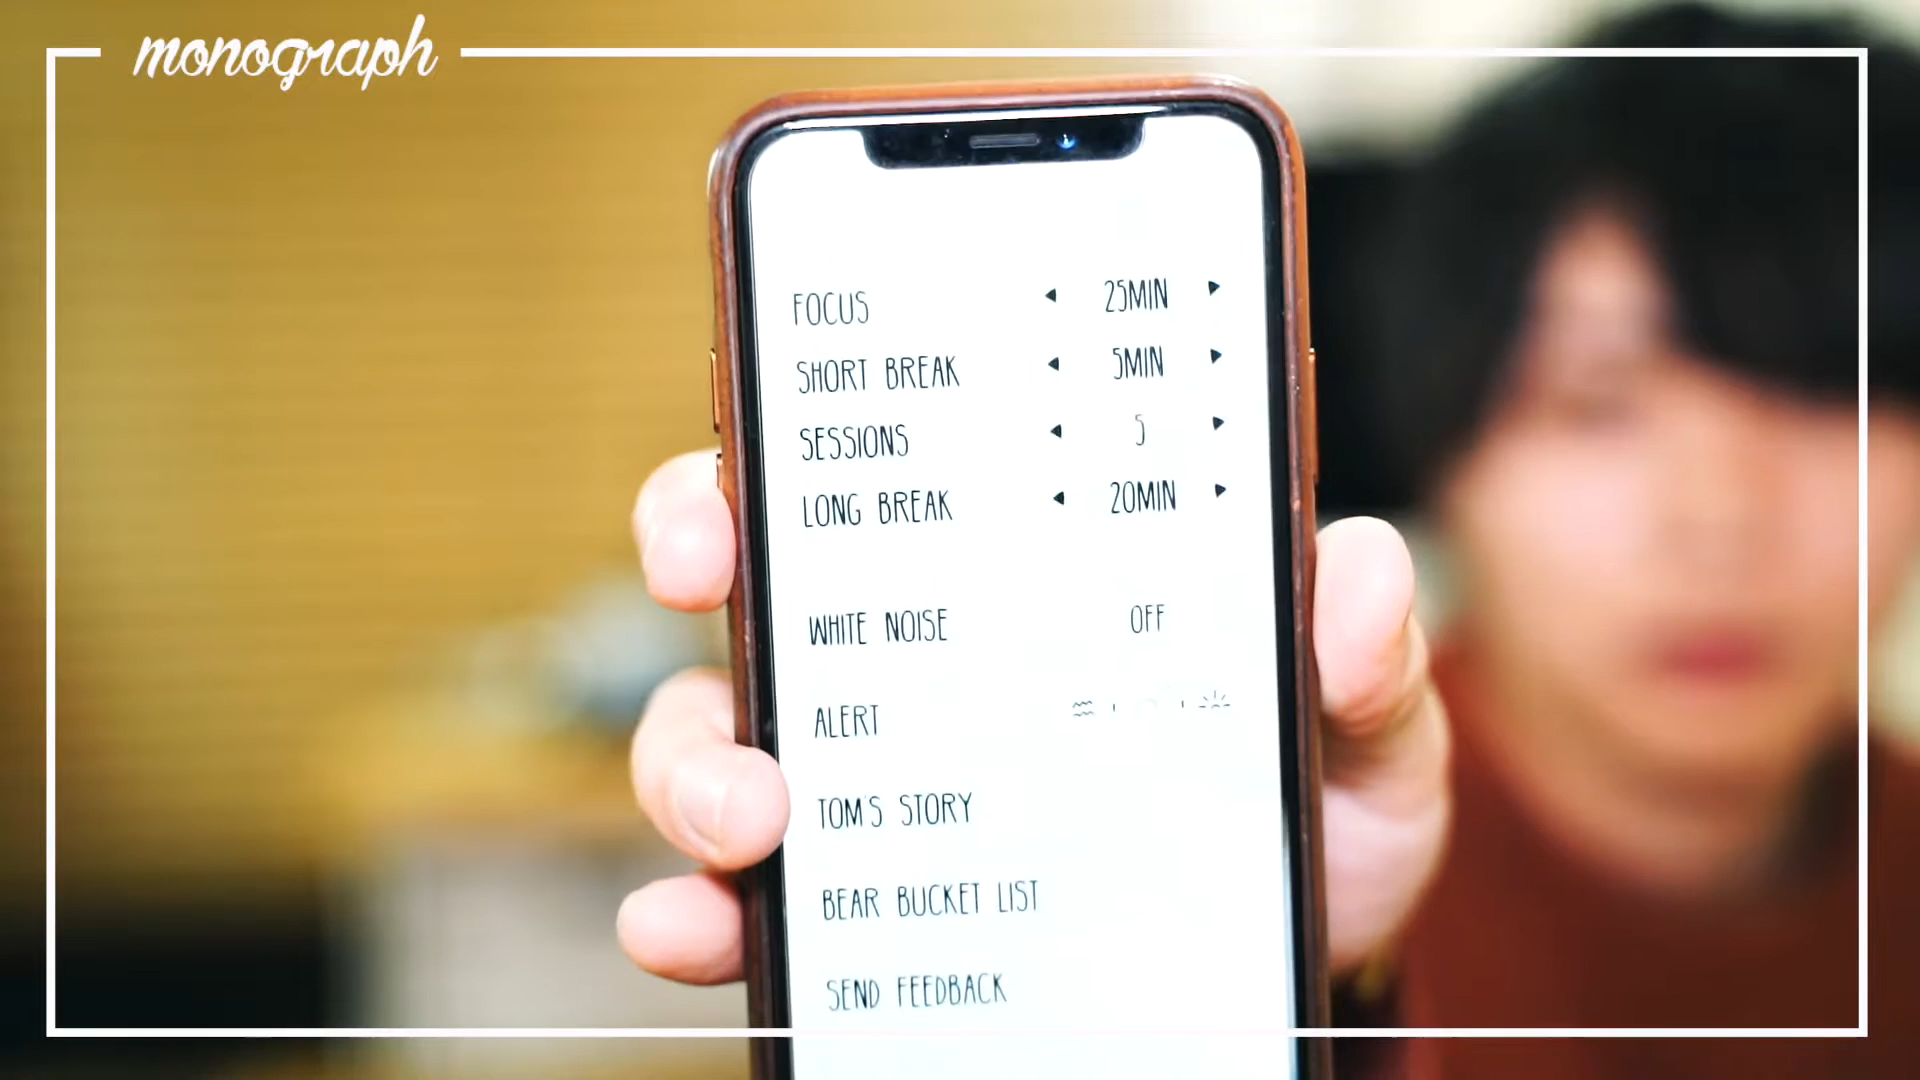 monograph
FOCUS ◀ 25MIN ▶
SHORT BREAK ◀ 5MIN ▶
SESSIONS ◀ 5 ▶
LONG BREAK ◀ 20MIN ▶
WHITE NOISE OFF
ALERT
TOM'S STORY
BEAR BUCKET LIST
SEND FEEDBACK